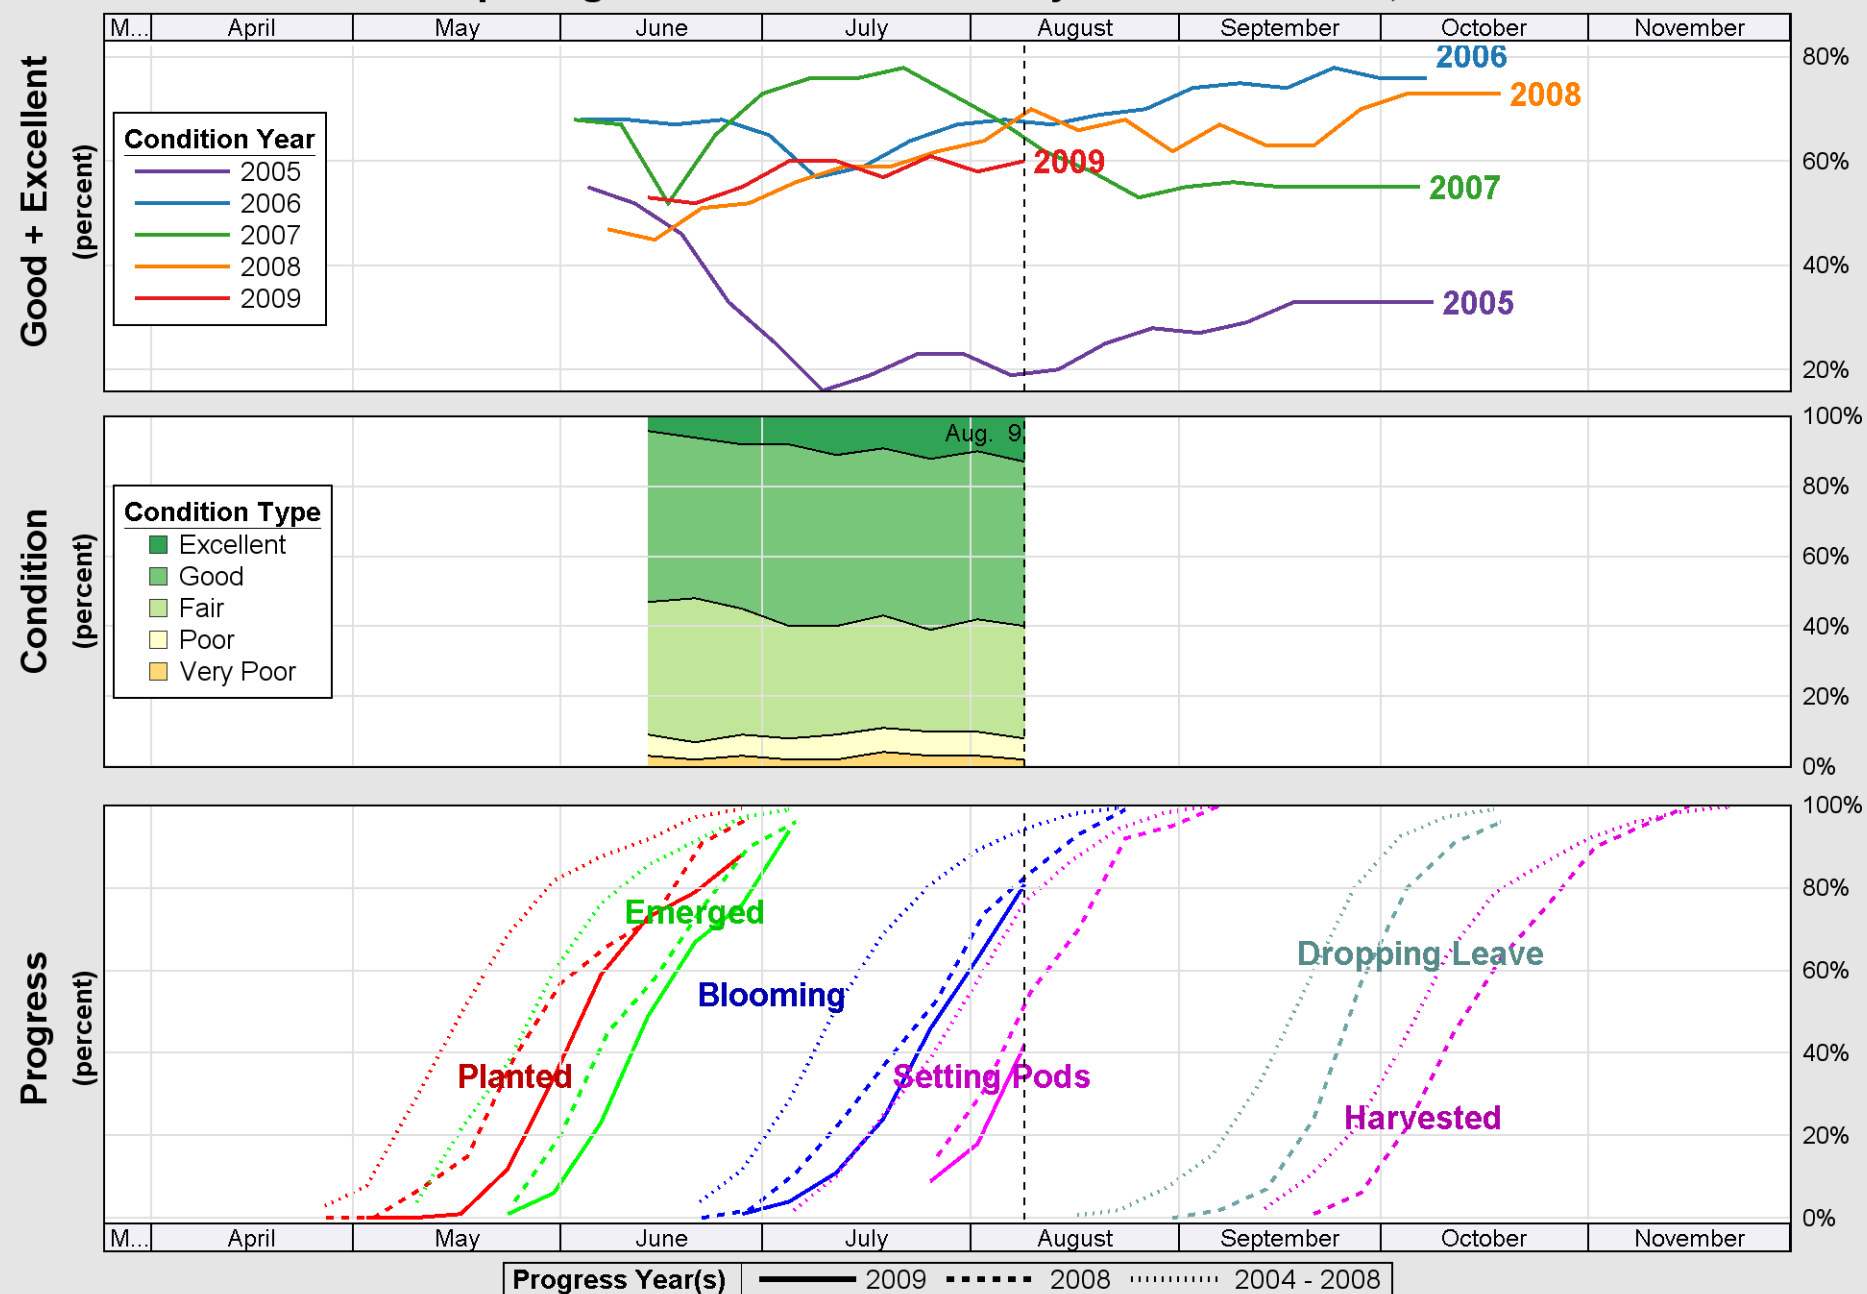 M... April May June July August September October November
Good + Excellent
(percent)
80%
60%
40%
20%
Condition Year
2005
2006
2007
2008
2009
2006
2008
2009
2007
2005
Condition
(percent)
100%
80%
60%
40%
20%
0%
Aug. 9
Condition Type
Excellent
Good
Fair
Poor
Very Poor
Progress
(percent)
100%
80%
60%
40%
20%
0%
Emerged
Dropping Leave
Blooming
Planted
Setting Pods
Harvested
M... April May June July August September October November
Progress Year(s) 2009 2008 2004 - 2008